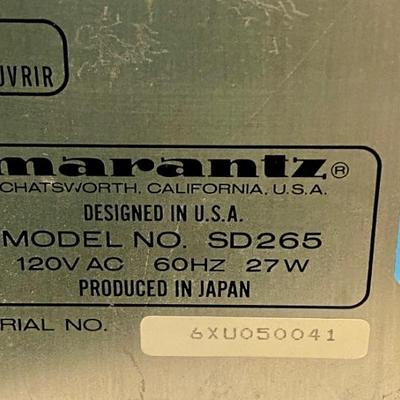 UVRIR
marantz®
CHATSWORTH, CALIFORNIA, U.S.A.
DESIGNED IN U.S.A.
MODEL NO. SD265
120V AC 60HZ 27W
PRODUCED IN JAPAN
RIAL NO. 6XU050041